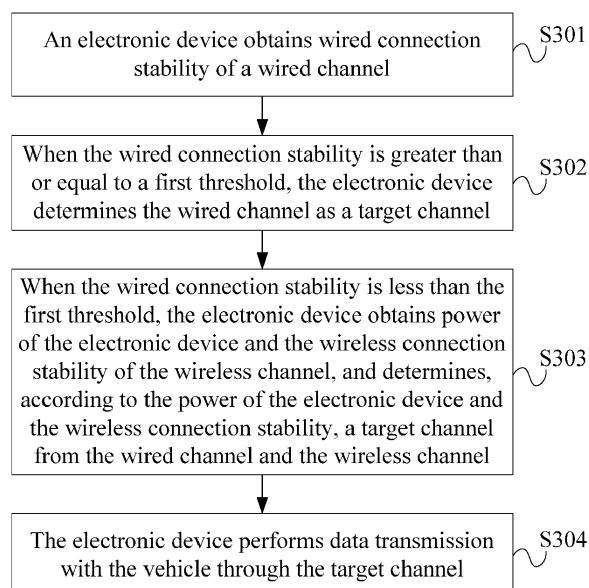 An electronic device obtains wired connection
stability of a wired channel
S301
When the wired connection stability is greater than
or equal to a first threshold, the electronic device
determines the wired channel as a target channel
S302
When the wired connection stability is less than the
first threshold, the electronic device obtains power
of the electronic device and the wireless connection
stability of the wireless channel, and determines,
according to the power of the electronic device and
the wireless connection stability, a target channel
from the wired channel and the wireless channel
S303
The electronic device performs data transmission
with the vehicle through the target channel
S304